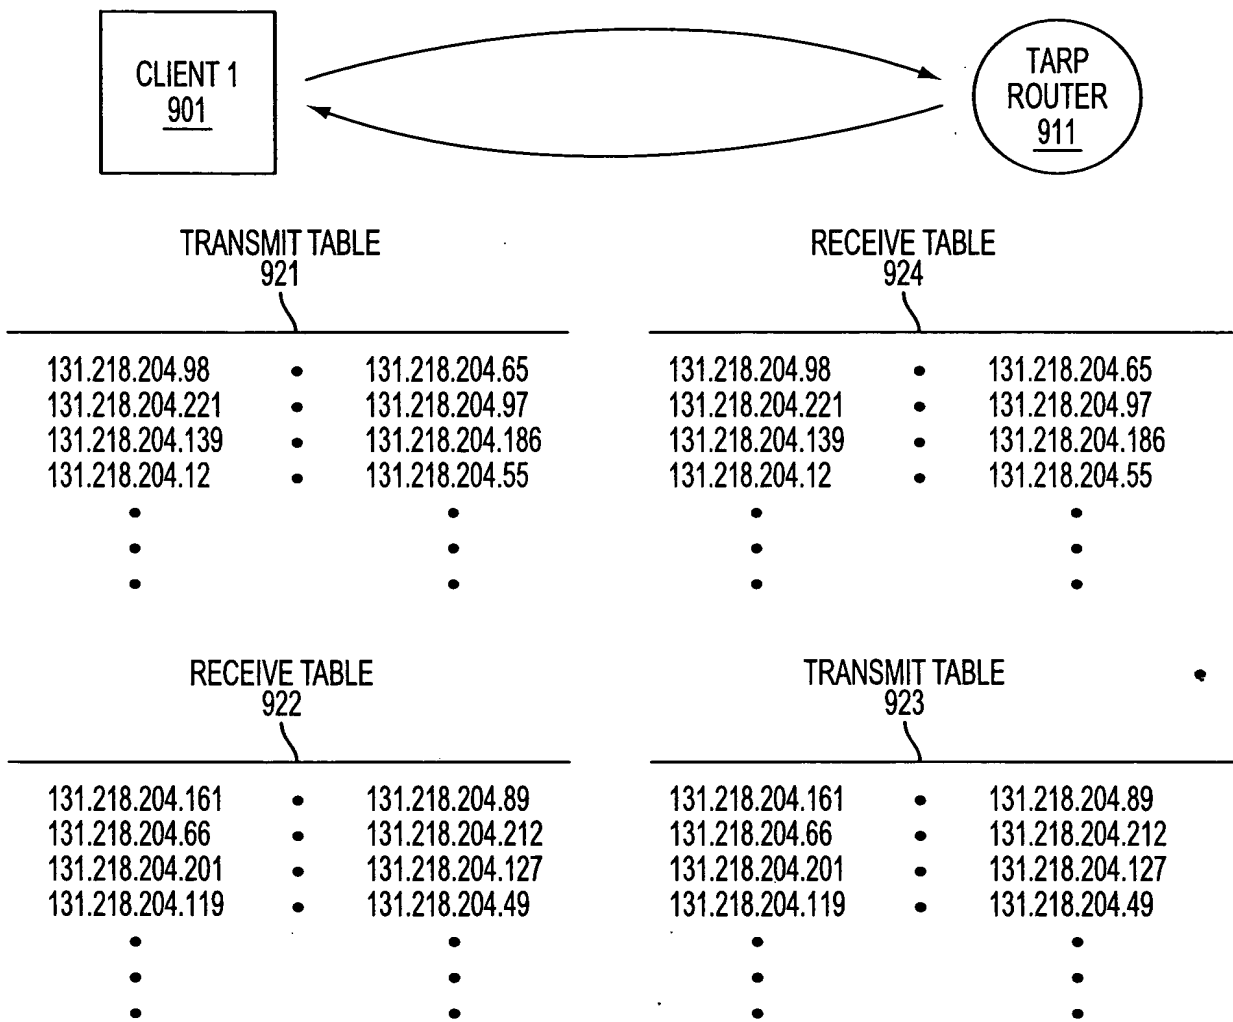 CLIENT 1
901
TARP
ROUTER
911
TRANSMIT TABLE
921
131.218.204.98 • 131.218.204.65
131.218.204.221 • 131.218.204.97
131.218.204.139 • 131.218.204.186
131.218.204.12 • 131.218.204.55
RECEIVE TABLE
924
131.218.204.98 • 131.218.204.65
131.218.204.221 • 131.218.204.97
131.218.204.139 • 131.218.204.186
131.218.204.12 • 131.218.204.55
RECEIVE TABLE
922
131.218.204.161 • 131.218.204.89
131.218.204.66 • 131.218.204.212
131.218.204.201 • 131.218.204.127
131.218.204.119 • 131.218.204.49
TRANSMIT TABLE
923
131.218.204.161 • 131.218.204.89
131.218.204.66 • 131.218.204.212
131.218.204.201 • 131.218.204.127
131.218.204.119 • 131.218.204.49